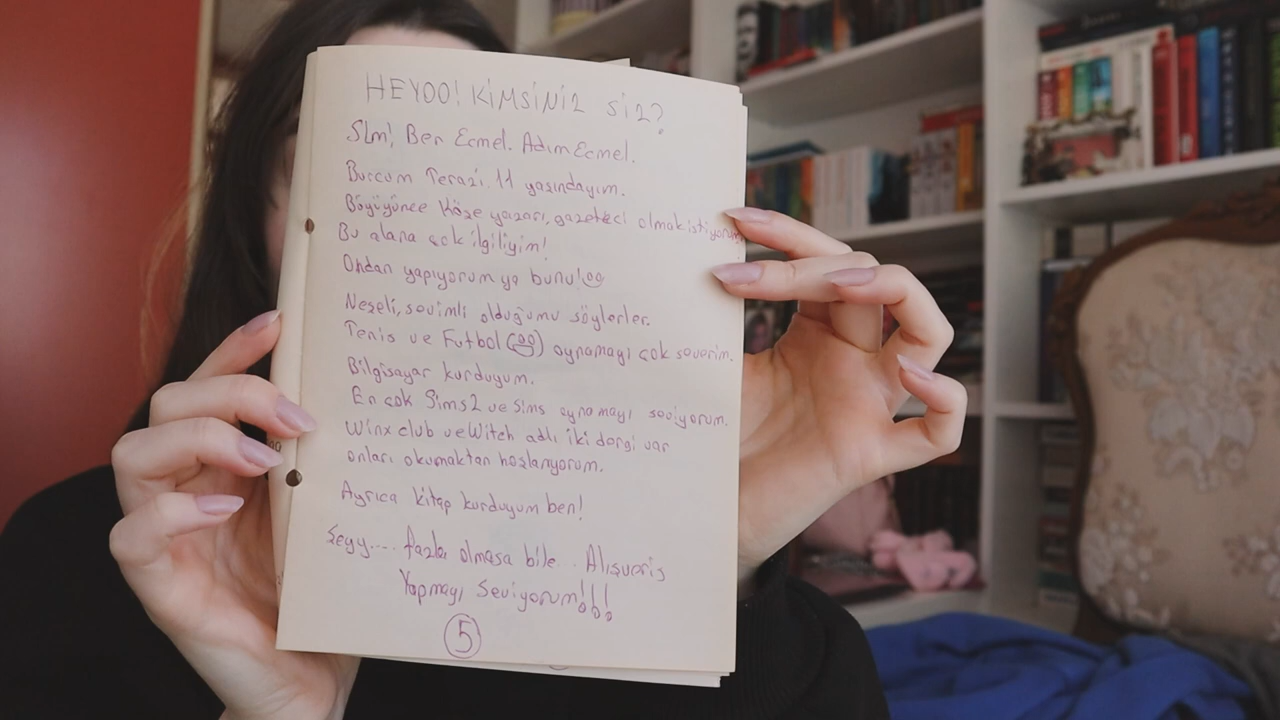 HEYOO! KİMSİNİZ SİZ?
Slm! Ben Ecmel. Adım Ecmel.
Burcum Terazi. 11 yaşındayım.
Böyüyünce Köze yazarı, gazeteci olmak istiyorum
Bu alana çok ilgiliyim!
Ondan yapıyorum ya bunu!
Neşeli, sevimli olduğumu söylerler.
Tenis ve Futbol() oynamayı çok severim.
Bilgisayar kurduyum.
En çok Sims2 ve Sims oynamayı seviyorum.
Winx club ve Witch adlı iki dergi var
onları okumaktan hoşlanıyorum.
Ayrıca kitap kurduyum ben!
Şeyy.... fazla olmasa bile. Alışveriş
Yapmayı Seviyorum!!!
5